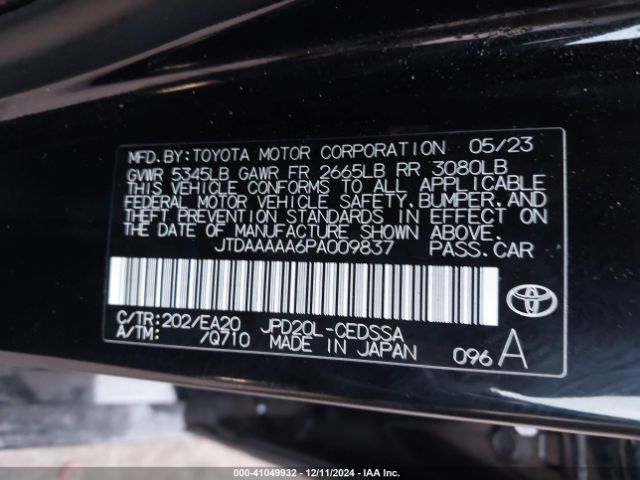 MFD.BY:TOYOTA MOTOR CORPORATION 05/23
GVWR 5345LB GAWR FR 2665LB RR 3080LB
THIS VEHICLE CONFORMS TO ALL APPLICABLE
FEDERAL MOTOR VEHICLE SAFETY,BUMPER,AND
THEFT PREVENTION STANDARDS IN EFFECT ON
THE DATE OF MANUFACTURE SHOWN ABOVE.
JTDAAAAA6PA009837 PASS.CAR
C/TR:202/EA20 JPD20L-CEDSSA
A/TM: /Q710 MADE IN JAPAN 096 A
000-41049932 - 12/11/2024 - IAA Inc.